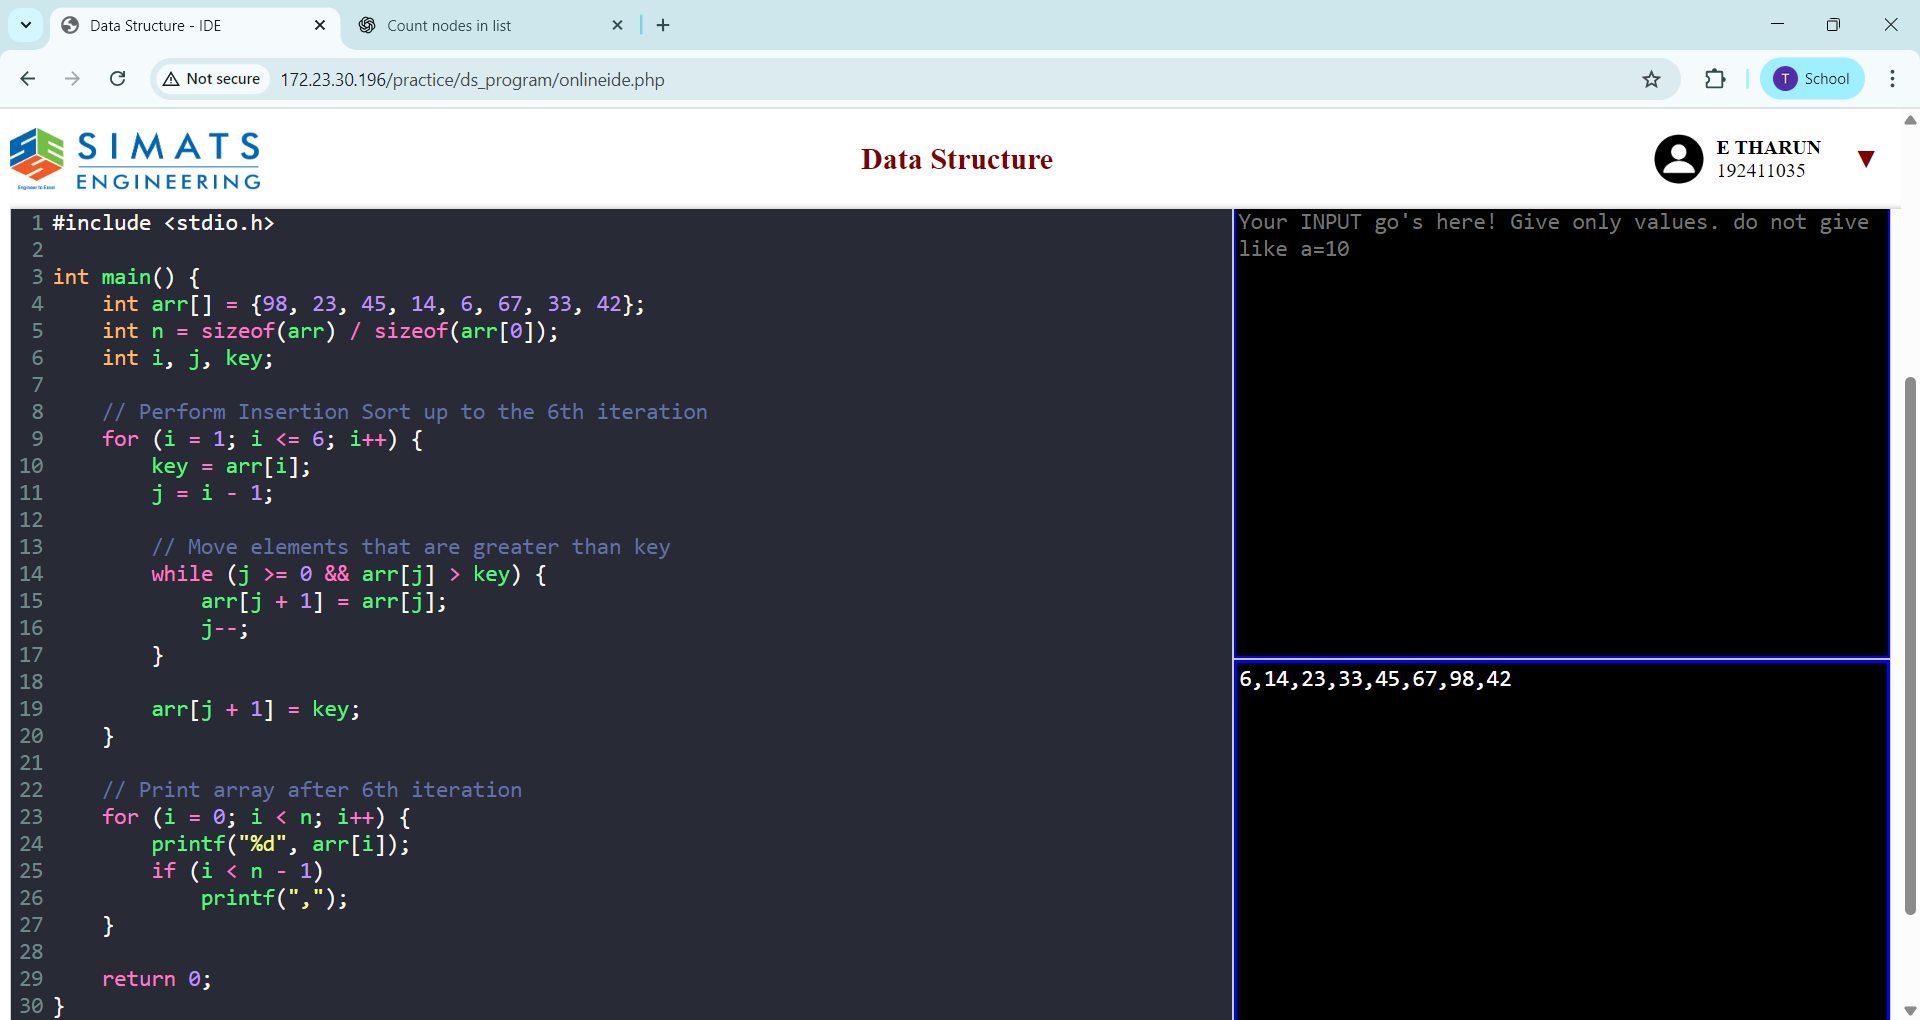 Data Structure - IDE
Count nodes in list
Not secure
172.23.30.196/practice/ds_program/onlineide.php
T
School
SIMATS
ENGINEERING
Engineer to Excel
Data Structure
E THARUN
192411035
1 #include <stdio.h>
2
3 int main() {
4     int arr[] = {98, 23, 45, 14, 6, 67, 33, 42};
5     int n = sizeof(arr) / sizeof(arr[0]);
6     int i, j, key;
7
8     // Perform Insertion Sort up to the 6th iteration
9     for (i = 1; i <= 6; i++) {
10         key = arr[i];
11         j = i - 1;
12
13         // Move elements that are greater than key
14         while (j >= 0 && arr[j] > key) {
15             arr[j + 1] = arr[j];
16             j--;
17         }
18
19         arr[j + 1] = key;
20     }
21
22     // Print array after 6th iteration
23     for (i = 0; i < n; i++) {
24         printf("%d", arr[i]);
25         if (i < n - 1)
26             printf(",");
27     }
28
29     return 0;
30 }
Your INPUT go's here! Give only values. do not give
like a=10
6,14,23,33,45,67,98,42